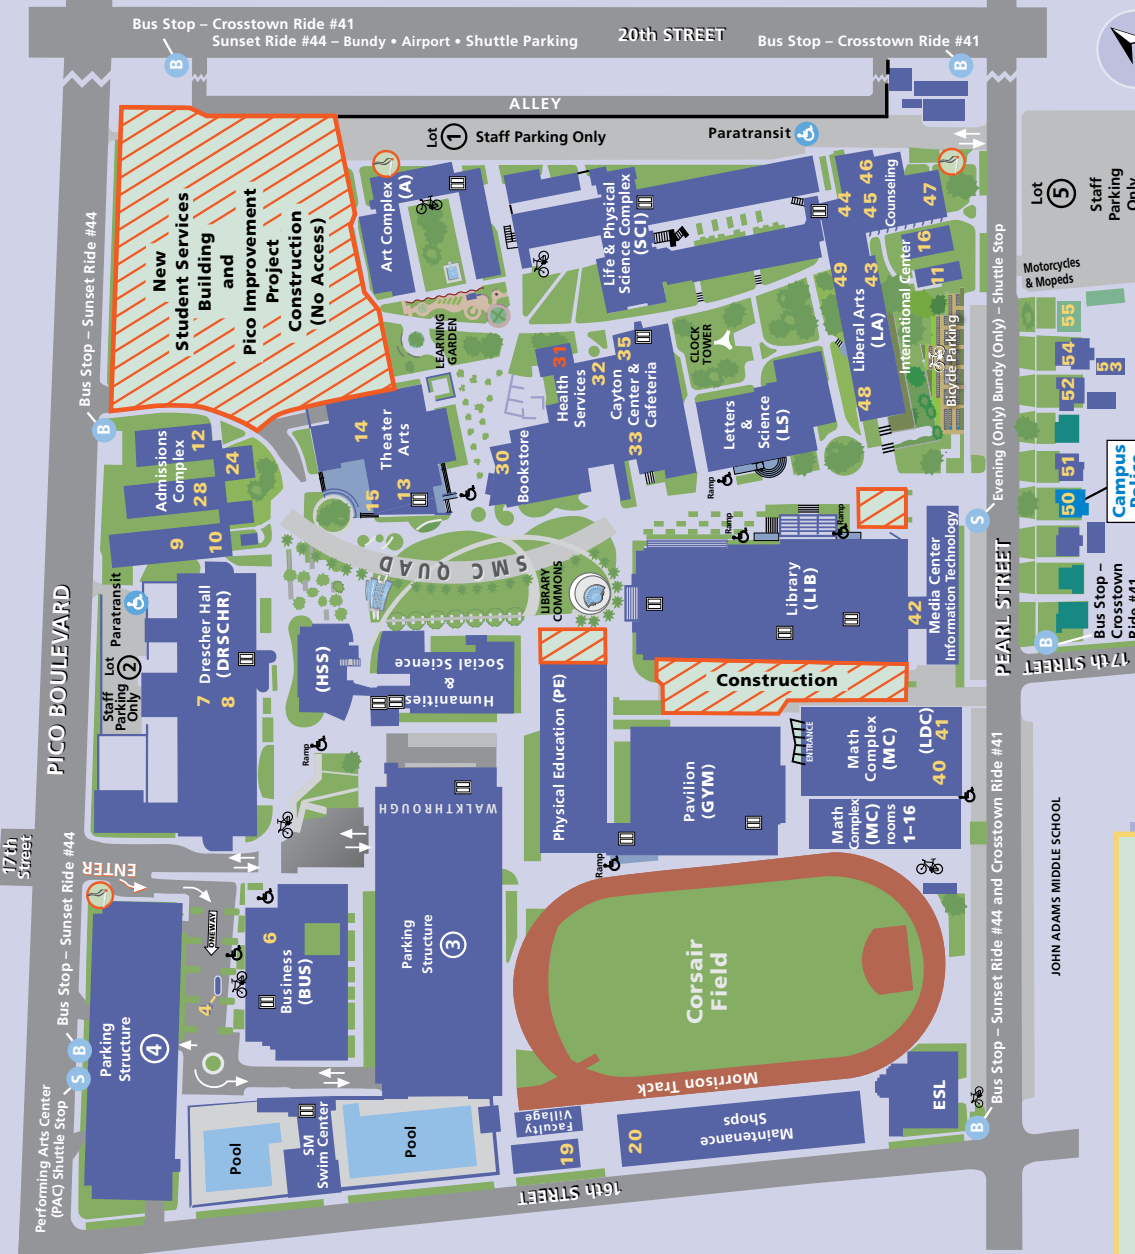 Bus Stop – Crosstown Ride #41
Sunset Ride #44 – Bundy • Airport • Shuttle Parking
20th STREET
Bus Stop – Crosstown Ride #41
B
B
ALLEY
Lot
1
Staff Parking Only
Paratransit
Lot
5
Staff
Parking
Only
Bus Stop – Sunset Ride #44
B
New
Student Services
Building
and
Pico Improvement
Project
Construction
(No Access)
Art Complex
(A)
Life & Physical
Science Complex
(SCI)
44
45
46
Counseling
47
16
11
International Center
49
43
Liberal Arts
(LA)
48
Bicycle Parking
Evening (Only) Bundy (Only) – Shuttle Stop
S
Motorcycles
& Mopeds
55
54
53
52
51
50
Campus
LEARNING
GARDEN
CLOCK
TOWER
31
Health
Services
32
35
Cayton
Center &
Cafeteria
33
30
Bookstore
Letters
&
Science
(LS)
14
Theater
Arts
13
15
Admissions
Complex
12
24
28
9
10
Ramp
Ramp
Ramp
SMC QUAD
LIBRARY
COMMONS
Library
(LIB)
42
Media Center
Information Technology
PEARL STREET
B
Bus Stop –
Crosstown
Ride #41
17th STREET
PICO BOULEVARD
Paratransit
Lot
2
Staff
Parking
Only
Drescher Hall
(DRSCHR)
7
8
(HSS)
Humanities
&
Social Science
Physical Education (PE)
Construction
Pavilion
(GYM)
ENTRANCE
Math
Complex
(MC)
(LDC)
40
41
Math
Complex
(MC)
rooms
1–16
Ramp
WALKTHROUGH
Parking
Structure
3
Ramp
17th
Street
ENTER
Bus Stop – Sunset Ride #44
B
ONEWAY
4
6
Business
(BUS)
Parking
Structure
4
Performing Arts Center
(PAC) Shuttle Stop
S
Corsair
Field
Morrison Track
Bus Stop – Sunset Ride #44 and Crosstown Ride #41
B
JOHN ADAMS MIDDLE SCHOOL
ESL
Pool
SM
Swim Center
Pool
Faculty
Village
19
20
Maintenance
Shops
16th STREET